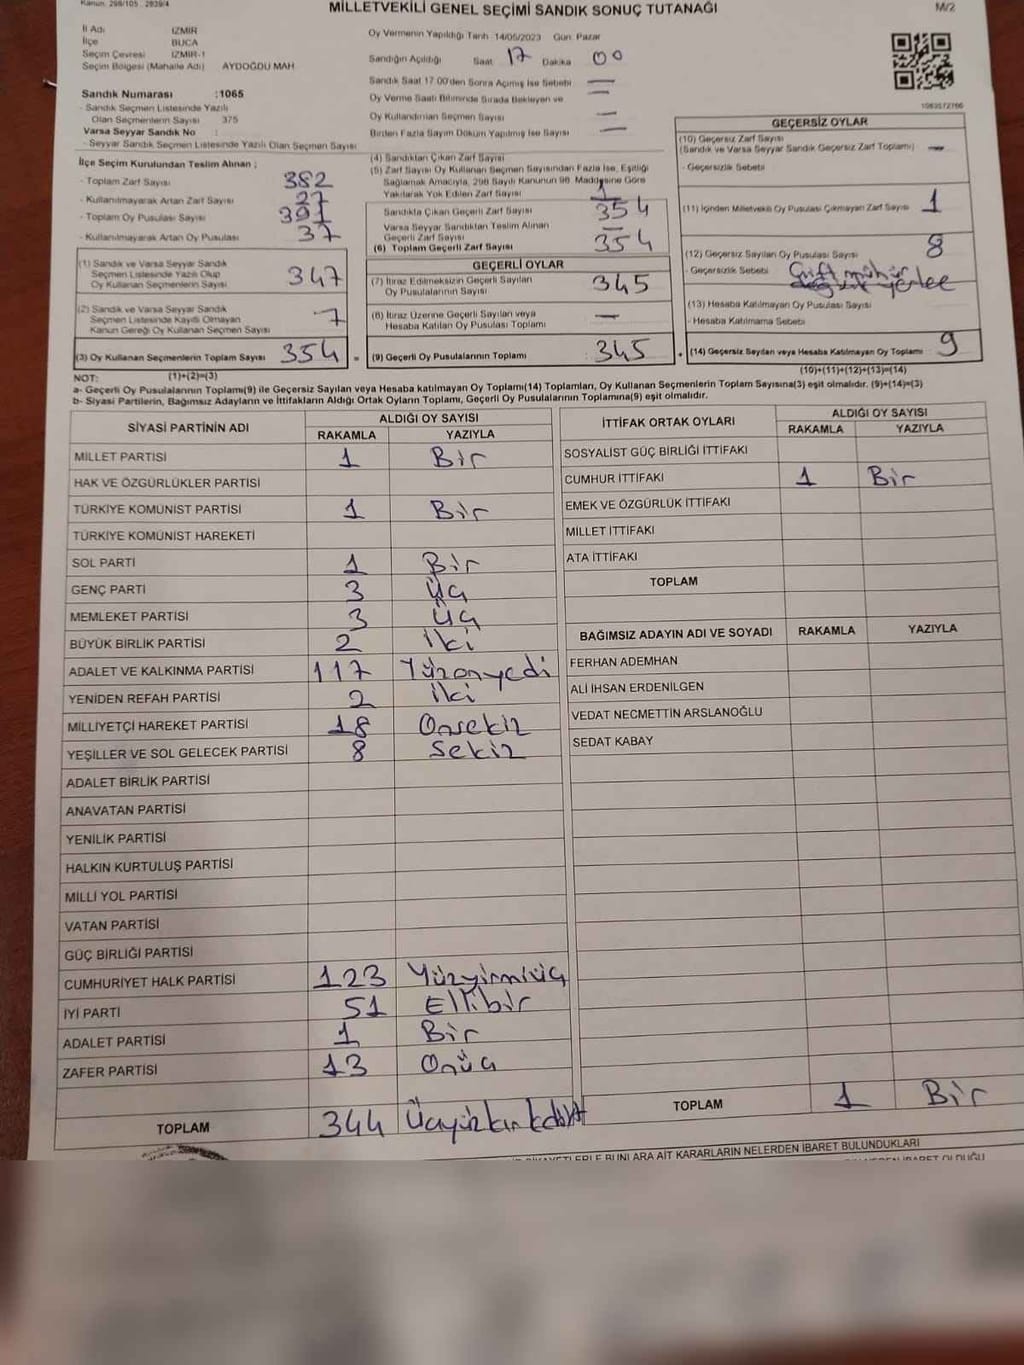 Kanun: 298/105 : 2839/4
MİLLETVEKİLİ GENEL SEÇİMİ SANDIK SONUÇ TUTANAĞI
M/2
İl Adı İZMİR
İlçe BUCA
Seçim Çevresi İZMİR-1
Seçim Bölgesi (Mahalle Adı) AYDOĞDU MAH
Oy Vermenin Yapıldığı Tarih 14/05/2023 Gün: Pazar
Sandığın Açıldığı Saat 17 Dakika 00
Sandık Saat 17.00'den Sonra Açılmış İse Sebebi —
Oy Verme Saati Bitiminde Sırada Bekleyen ve
Oy Kullandırılan Seçmen Sayısı —
Birden Fazla Sayım Döküm Yapılmış İse Sayısı —
Sandık Numarası :1065
- Sandık Seçmen Listesinde Yazılı
Olan Seçmenlerin Sayısı 375
Varsa Seyyar Sandık No :
- Seyyar Sandık Seçmen Listesinde Yazılı Olan Seçmen Sayısı
İlçe Seçim Kurulundan Teslim Alınan ;
- Toplam Zarf Sayısı 382
- Kullanılmayarak Artan Zarf Sayısı 27
- Toplam Oy Pusulası Sayısı 391
- Kullanılmayarak Artan Oy Pusulası 37
(1) Sandık ve Varsa Seyyar Sandık
Seçmen Listesinde Yazılı Olup
Oy Kullanan Seçmenlerin Sayısı 347
(2) Sandık ve Varsa Seyyar Sandık
Seçmen Listesinde Kayıtlı Olmayan
Kanun Gereği Oy Kullanan Seçmen Sayısı 7
(3) Oy Kullanan Seçmenlerin Toplam Sayısı 354
(1)+(2)=(3)
(4) Sandıktan Çıkan Zarf Sayısı
(5) Zarf Sayısı Oy Kullanan Seçmen Sayısından Fazla İse, Eşitliği
Sağlamak Amacıyla, 298 Sayılı Kanunun 98. Maddesine Göre
Yakılarak Yok Edilen Zarf Sayısı
Sandıkta Çıkan Geçerli Zarf Sayısı 354
Varsa Seyyar Sandıktan Teslim Alınan
Geçerli Zarf Sayısı
(6) Toplam Geçerli Zarf Sayısı 354
GEÇERLİ OYLAR
(7) İtiraz Edilmeksizin Geçerli Sayılan
Oy Pusulalarının Sayısı 345
(8) İtiraz Üzerine Geçerli Sayılan veya
Hesaba Katılan Oy Pusulası Toplamı —
(9) Geçerli Oy Pusulalarının Toplamı : 345
1083572766
GEÇERSİZ OYLAR
(10) Geçersiz Zarf Sayısı
(Sandık ve Varsa Seyyar Sandık Geçersiz Zarf Toplamı) —
- Geçersizlik Sebebi
(11) İçinden Milletvekili Oy Pusulası Çıkmayan Zarf Sayısı 1
(12) Geçersiz Sayılan Oy Pusulası Sayısı 8
- Geçersizlik Sebebi Çift mühür
yerlee
(13) Hesaba Katılmayan Oy Pusulası Sayısı
- Hesaba Katılmama Sebebi
(14) Geçersiz Sayılan veya Hesaba Katılmayan Oy Toplamı 9
(10)+(11)+(12)+(13)=(14)
NOT:
a- Geçerli Oy Pusulalarının Toplamı(9) ile Geçersiz Sayılan veya Hesaba katılmayan Oy Toplamı(14) Toplamları, Oy Kullanan Seçmenlerin Toplam Sayısına(3) eşit olmalıdır. (9)+(14)=(3)
b- Siyasi Partilerin, Bağımsız Adayların ve İttifakların Aldığı Ortak Oyların Toplamı, Geçerli Oy Pusulalarının Toplamına(9) eşit olmalıdır.
SİYASİ PARTİNİN ADI ALDIĞI OY SAYISI
RAKAMLA YAZIYLA
MİLLET PARTİSİ 1 Bir
HAK VE ÖZGÜRLÜKLER PARTİSİ
TÜRKİYE KOMÜNİST PARTİSİ 1 Bir
TÜRKİYE KOMÜNİST HAREKETİ
SOL PARTİ 1 Bir
GENÇ PARTİ 3 Üç
MEMLEKET PARTİSİ 3 Üç
BÜYÜK BİRLİK PARTİSİ 2 İki
ADALET VE KALKINMA PARTİSİ 117 Yüzonyedi
YENİDEN REFAH PARTİSİ 2 İki
MİLLİYETÇİ HAREKET PARTİSİ 18 Onsekiz
YEŞİLLER VE SOL GELECEK PARTİSİ 8 Sekiz
ADALET BİRLİK PARTİSİ
ANAVATAN PARTİSİ
YENİLİK PARTİSİ
HALKIN KURTULUŞ PARTİSİ
MİLLİ YOL PARTİSİ
VATAN PARTİSİ
GÜÇ BİRLİĞİ PARTİSİ
CUMHURİYET HALK PARTİSİ 123 Yüzyirmiüç
İYİ PARTİ 51 Ellibir
ADALET PARTİSİ 1 Bir
ZAFER PARTİSİ 13 Onüç
TOPLAM 344
İTTİFAK ORTAK OYLARI ALDIĞI OY SAYISI
RAKAMLA YAZIYLA
SOSYALİST GÜÇ BİRLİĞİ İTTİFAKI
CUMHUR İTTİFAKI 1 Bir
EMEK VE ÖZGÜRLÜK İTTİFAKI
MİLLET İTTİFAKI
ATA İTTİFAKI
TOPLAM
BAĞIMSIZ ADAYIN ADI VE SOYADI RAKAMLA YAZIYLA
FERHAN ADEMHAN
ALİ İHSAN ERDENİLGEN
VEDAT NECMETTİN ARSLANOĞLU
SEDAT KABAY
TOPLAM 1 Bir
BUNLARA AİT KARARLARIN NELERDEN İBARET BULUNDUKLARI